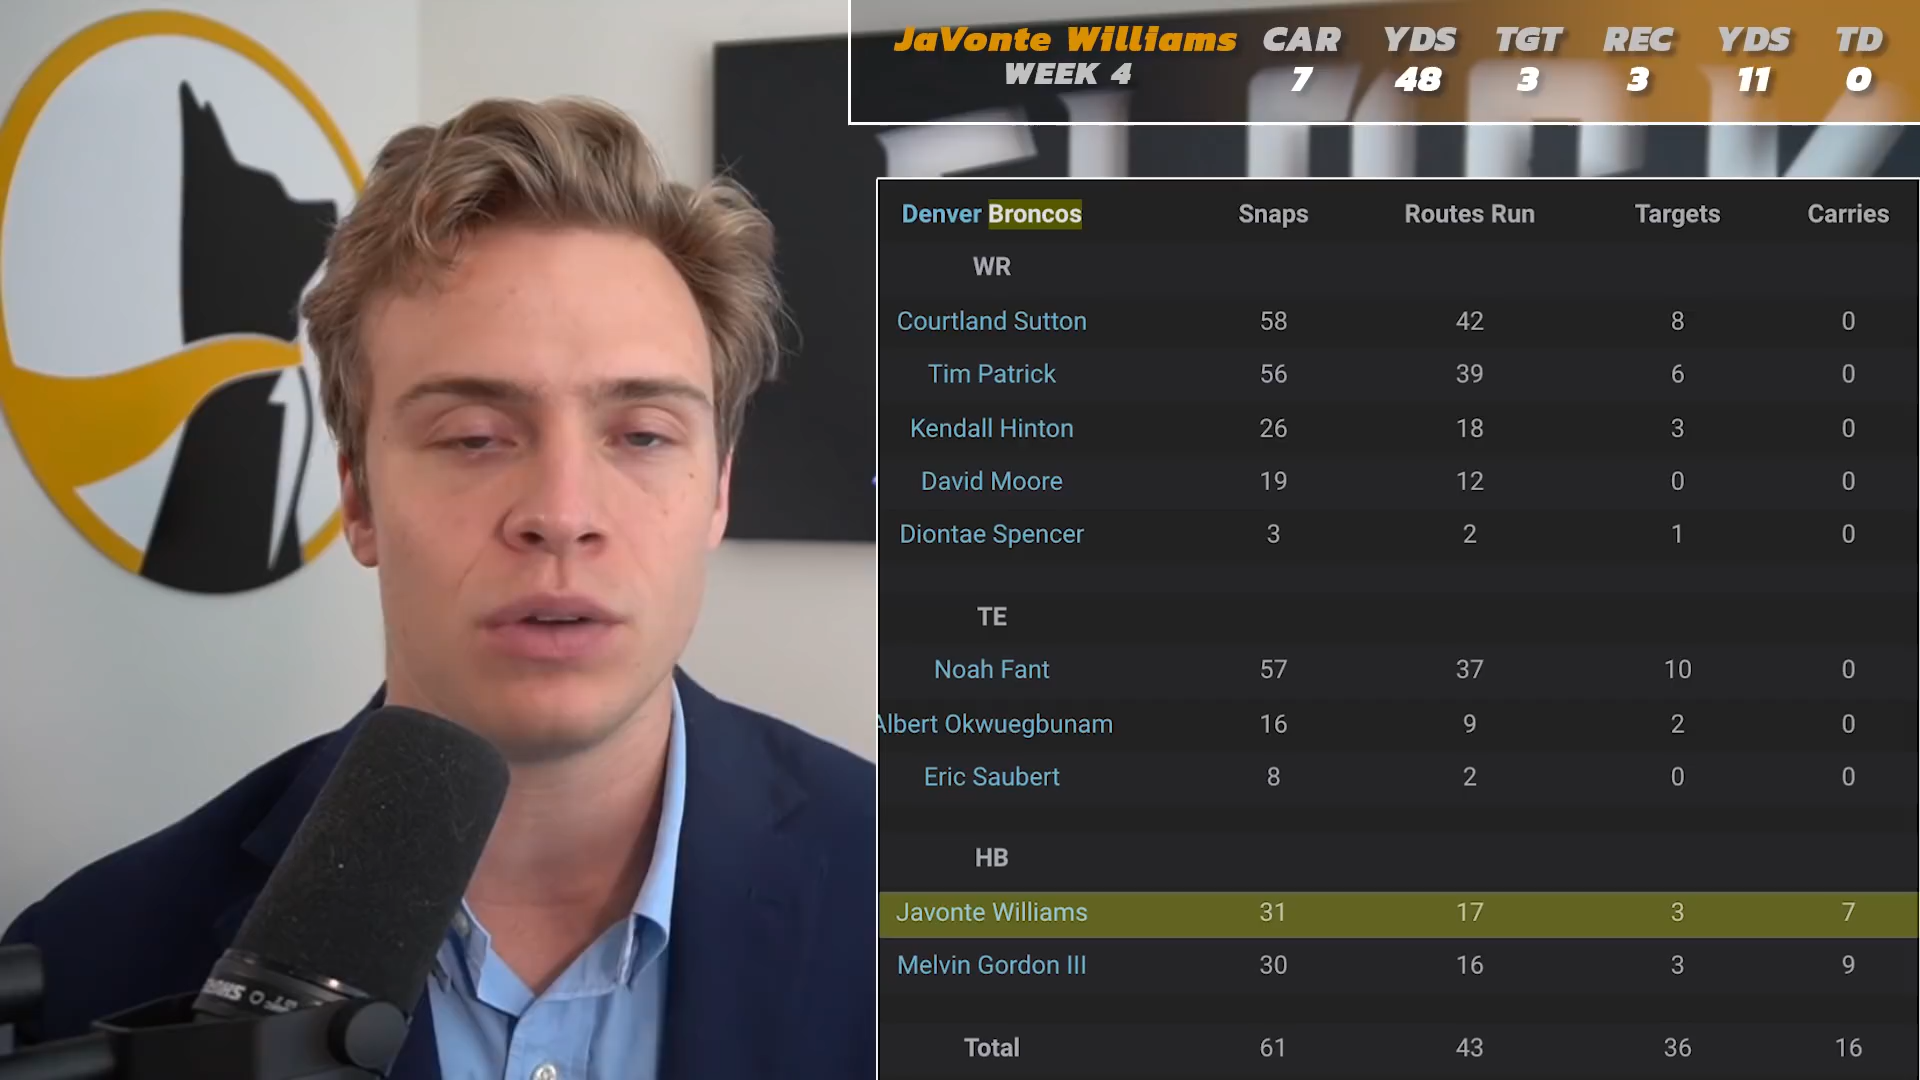 JaVonte Williams CAR YDS TGT REC YDS TD
WEEK 4 7 48 3 3 11 0
Denver Broncos Snaps Routes Run Targets Carries
WR
Courtland Sutton 58 42 8 0
Tim Patrick 56 39 6 0
Kendall Hinton 26 18 3 0
David Moore 19 12 0 0
Diontae Spencer 3 2 1 0
TE
Noah Fant 57 37 10 0
Albert Okwuegbunam 16 9 2 0
Eric Saubert 8 2 0 0
HB
Javonte Williams 31 17 3 7
Melvin Gordon III 30 16 3 9
Total 61 43 36 16